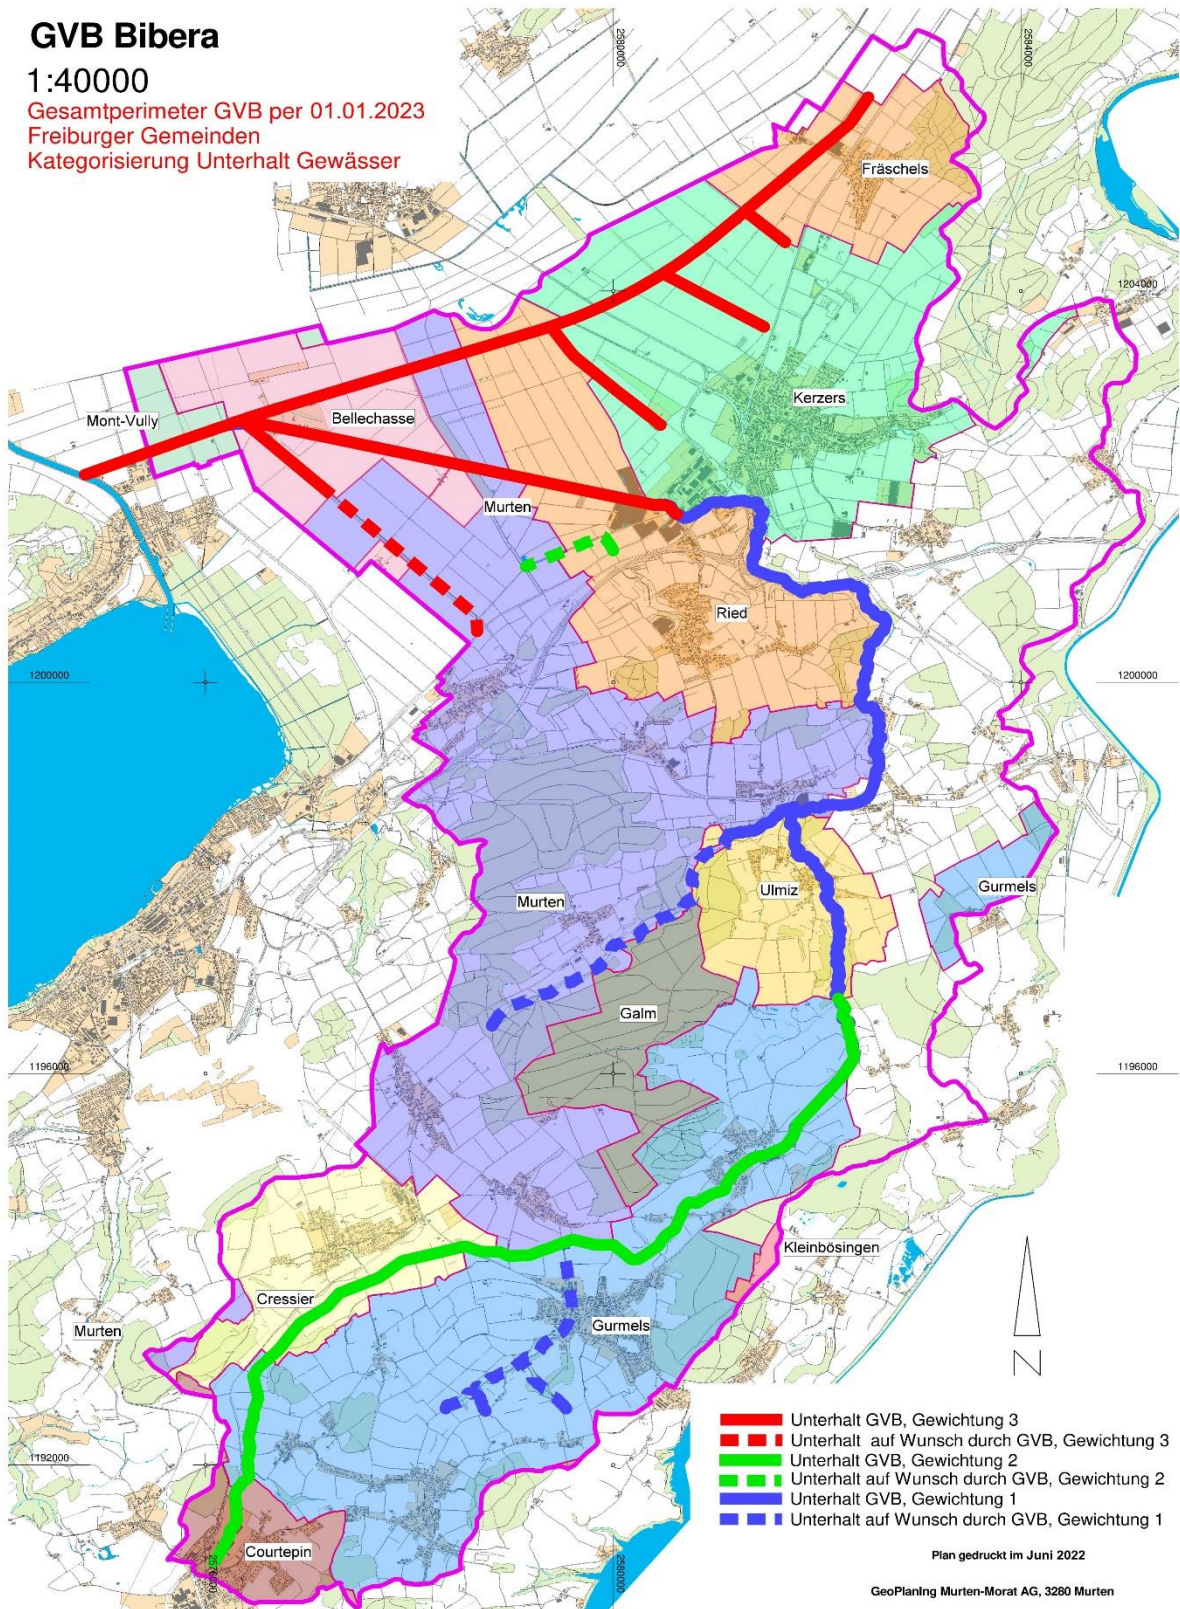 GVB Bibera
1:40000
Gesamtperimeter GVB per 01.01.2023
Freiburger Gemeinden
Kategorisierung Unterhalt Gewässer
2580000
2584000
Fräschels
1204000
Kerzers
Mont-Vully
Bellechasse
Murten
Ried
1200000
1200000
Ulmiz
Gurmels
Murten
Galm
1196000
1196000
Kleinbösingen
Cressier
Murten
Gurmels
N
1192000
Courtepin
2576000
2580000
Unterhalt GVB, Gewichtung 3
Unterhalt auf Wunsch durch GVB, Gewichtung 3
Unterhalt GVB, Gewichtung 2
Unterhalt auf Wunsch durch GVB, Gewichtung 2
Unterhalt GVB, Gewichtung 1
Unterhalt auf Wunsch durch GVB, Gewichtung 1
Plan gedruckt im Juni 2022
GeoPlaning Murten-Morat AG, 3280 Murten